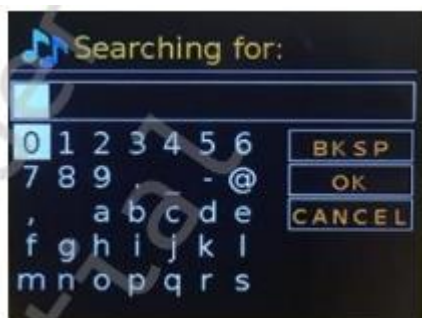 Searching for:
0 1 2 3 4 5 6
BKSP
7 8 9 . _ - @
OK
, a b c d e
CANCEL
f g h i j k l
m n o p q r s